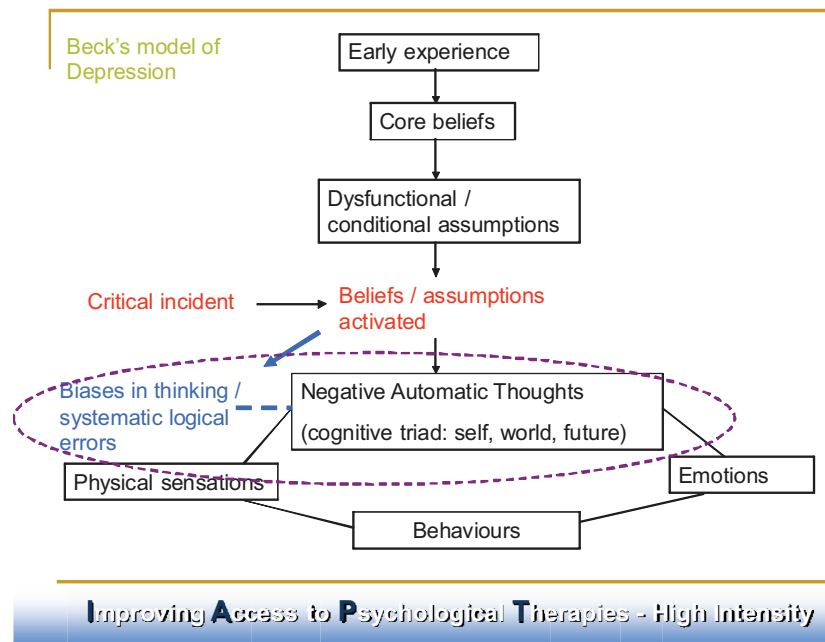 Beck's model of
Depression
Early experience
Core beliefs
Dysfunctional /
conditional assumptions
Critical incident
Beliefs / assumptions
activated
Biases in thinking /
systematic logical
errors
Negative Automatic Thoughts
(cognitive triad: self, world, future)
Physical sensations
Emotions
Behaviours
Improving Access to Psychological Therapies - High Intensity